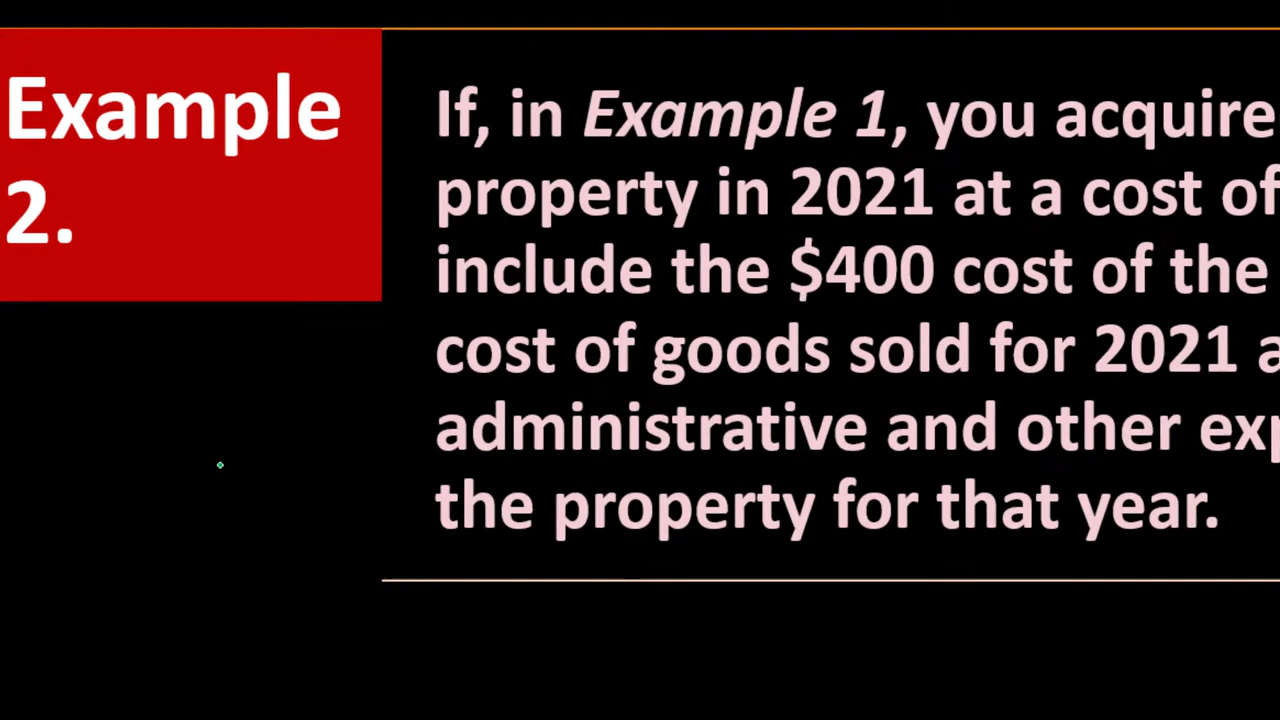 Example
2.
If, in Example 1, you acquire
property in 2021 at a cost of
include the $400 cost of the
cost of goods sold for 2021
administrative and other
the property for that year.